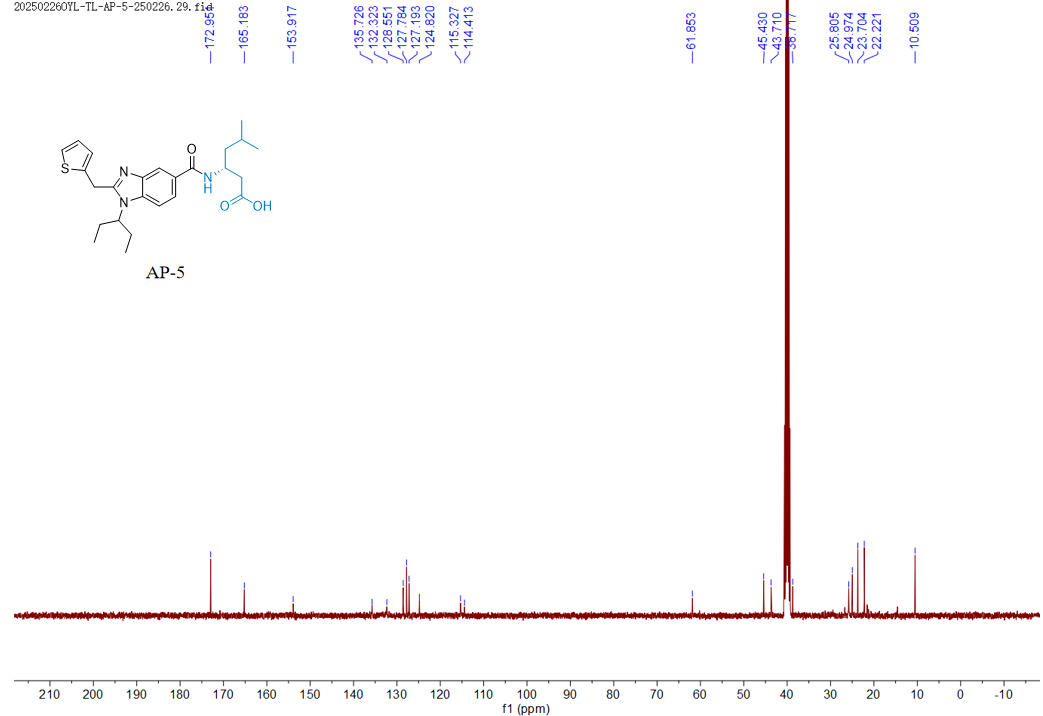 20250226OYL-TL-AP-5-250226.29.fid
172.951
165.183
153.917
135.726
132.323
128.551
127.784
127.193
124.820
115.327
114.413
61.853
45.430
43.710
38.717
25.805
24.974
23.704
22.221
10.509
S
N
N
O
N
H
O
OH
AP-5
210 200 190 180 170 160 150 140 130 120 110 100 90 80 70 60 50 40 30 20 10 0 -10
f1 (ppm)